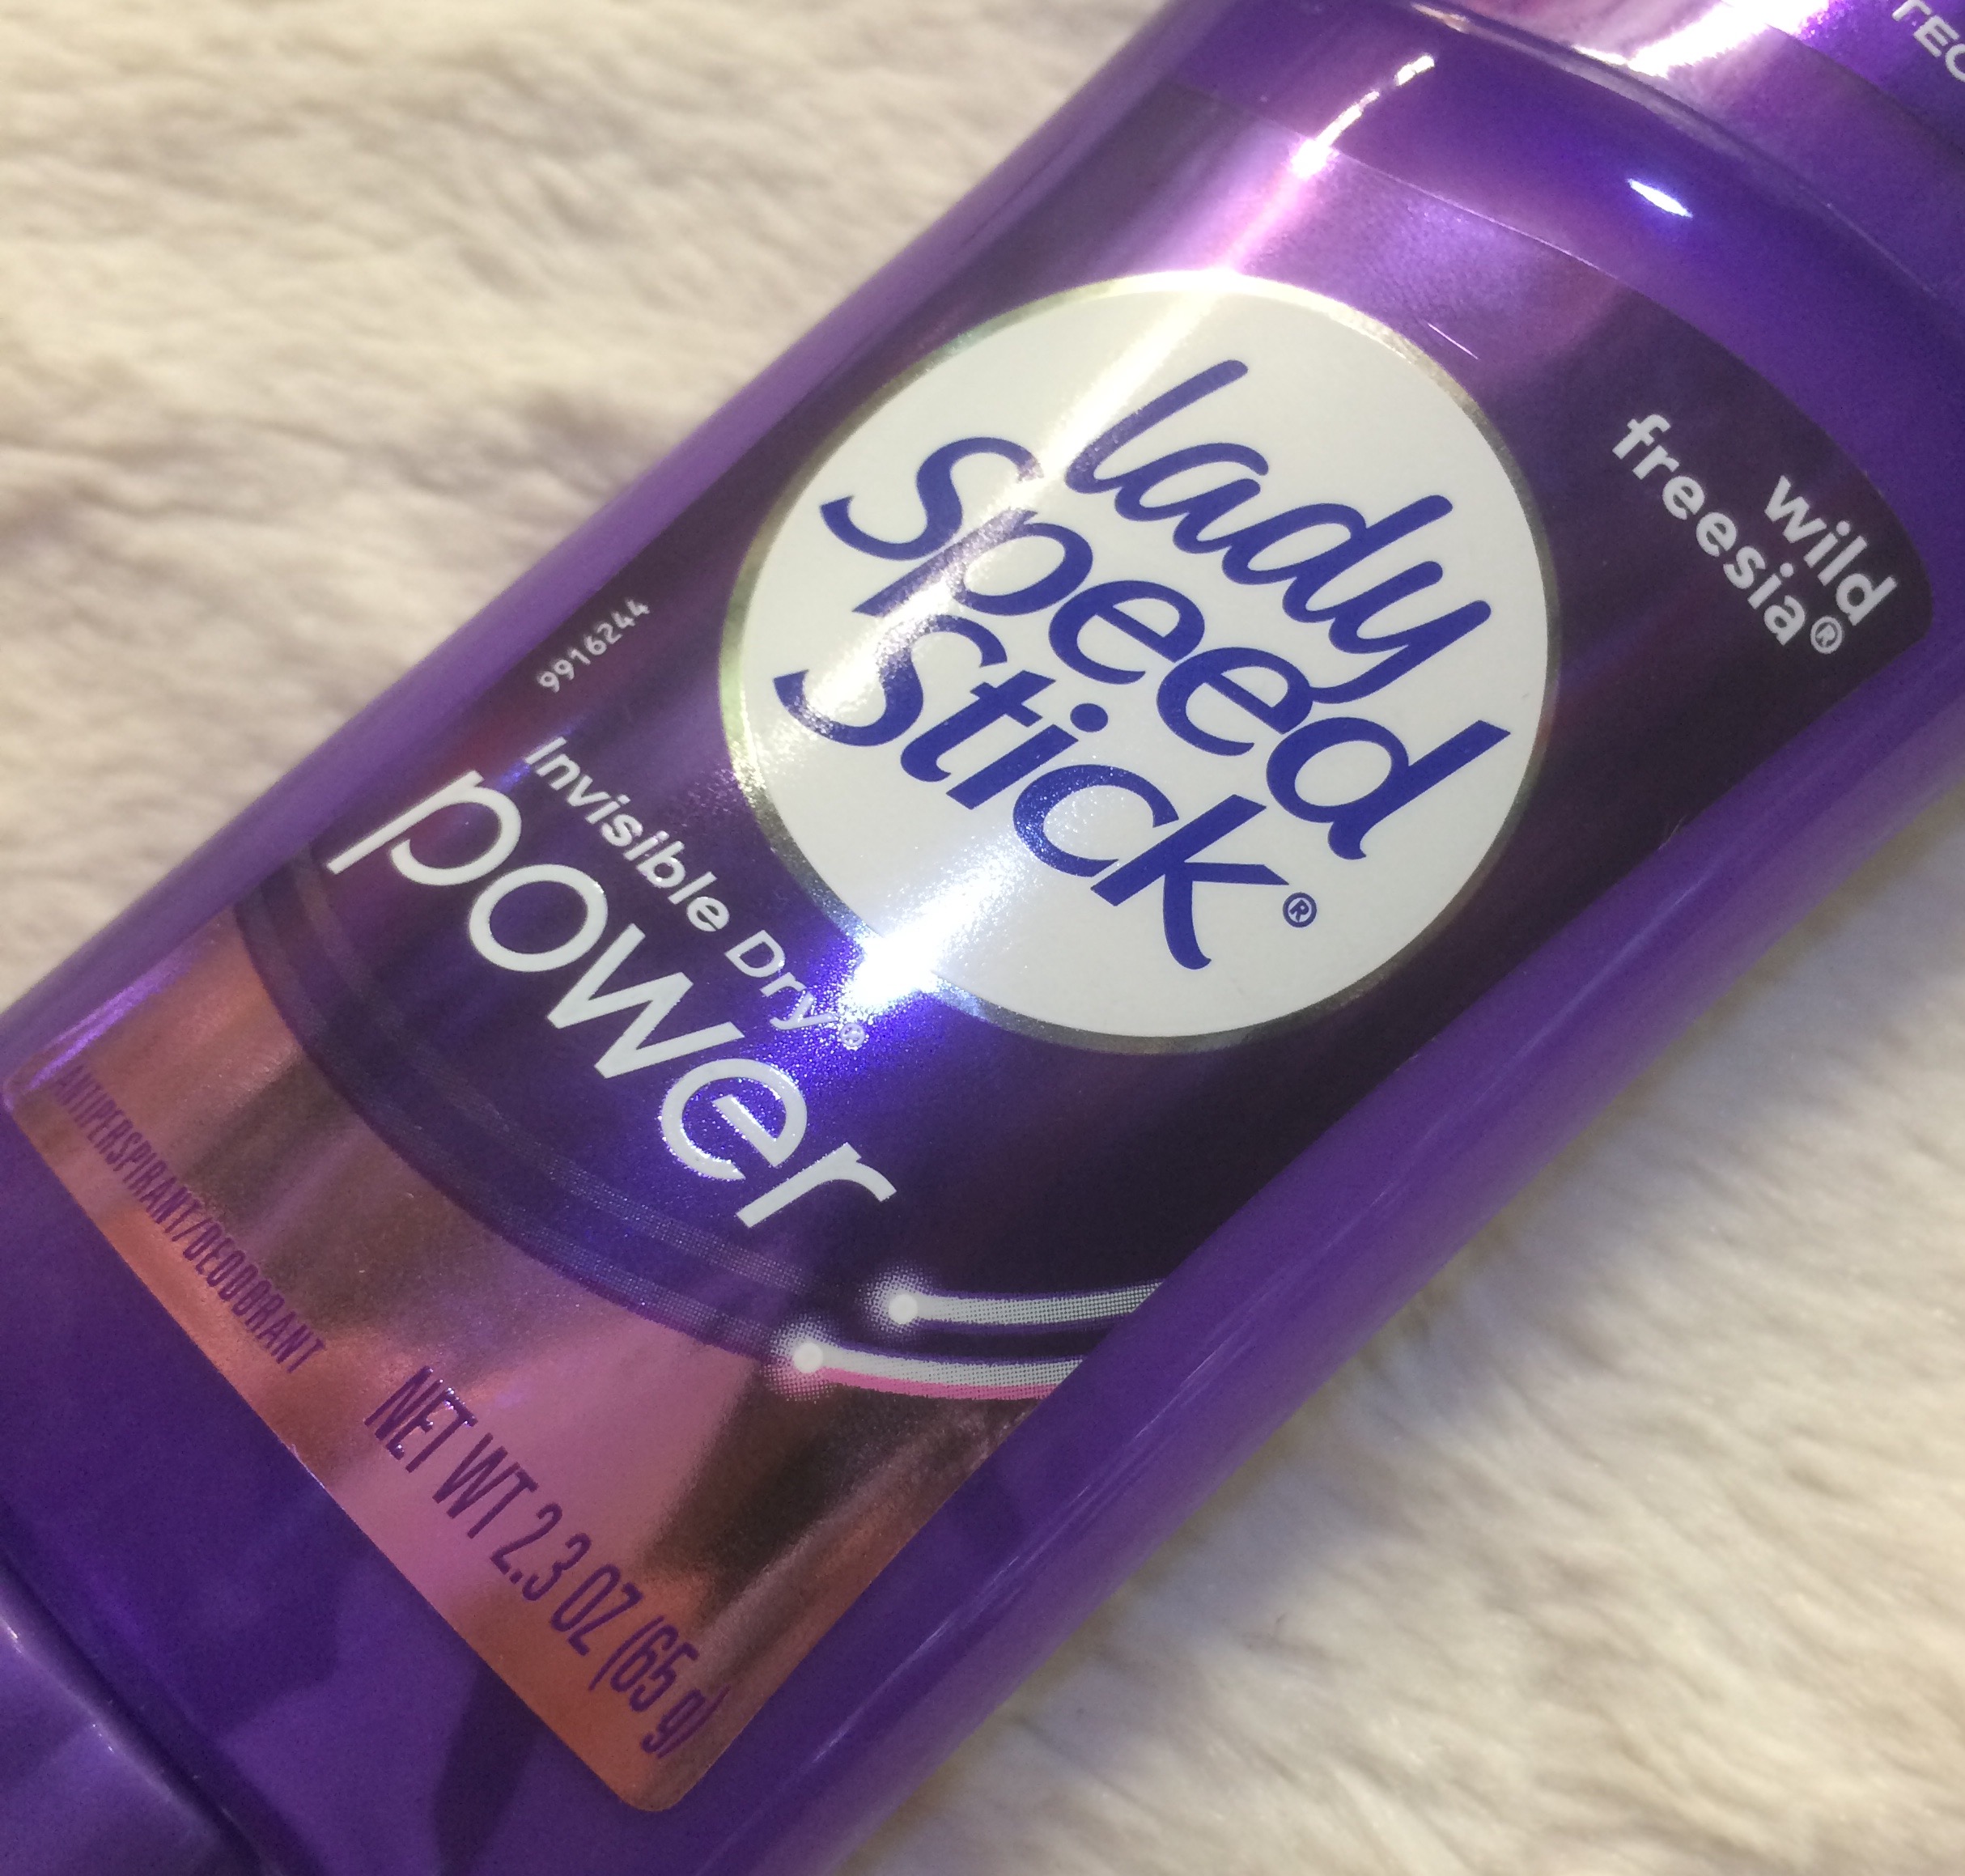 wild
freesia®
lady
speed
stick®
9916244
Invisible Dry®
power
ANTIPERSPIRANT/DEODORANT
NET WT 2.3 OZ (65 g)